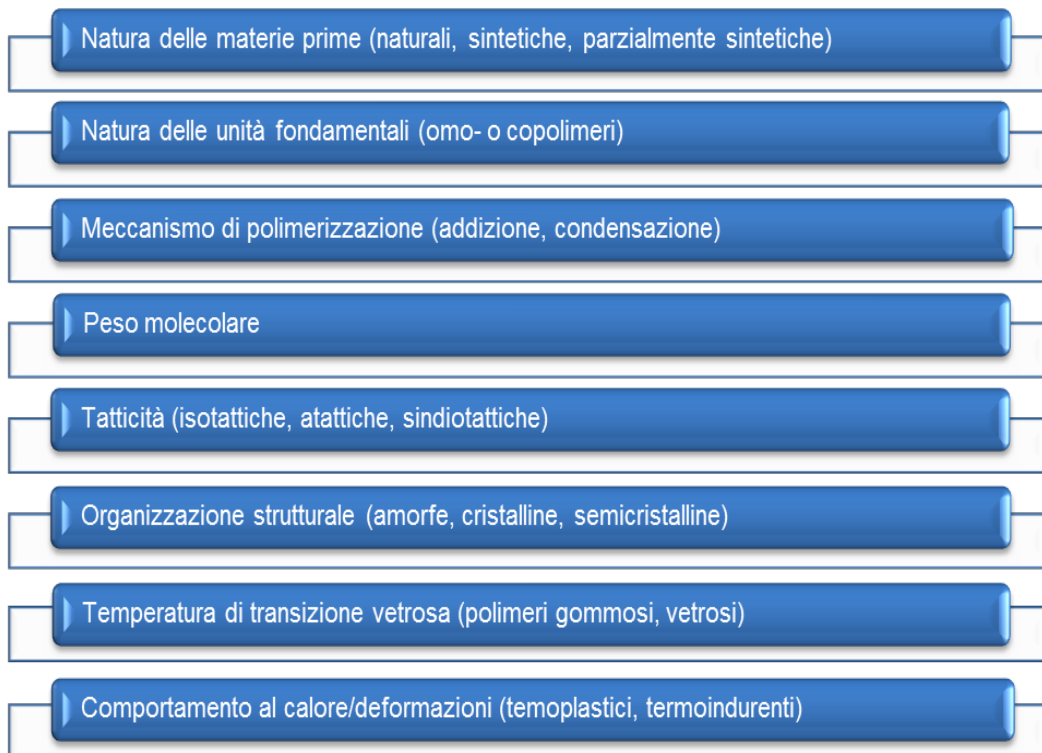 Natura delle materie prime (naturali, sintetiche, parzialmente sintetiche)
Natura delle unità fondamentali (omo- o copolimeri)
Meccanismo di polimerizzazione (addizione, condensazione)
Peso molecolare
Tatticità (isotattiche, atattiche, sindiotattiche)
Organizzazione strutturale (amorfe, cristalline, semicristalline)
Temperatura di transizione vetrosa (polimeri gommosi, vetrosi)
Comportamento al calore/deformazioni (temoplastici, termoindurenti)